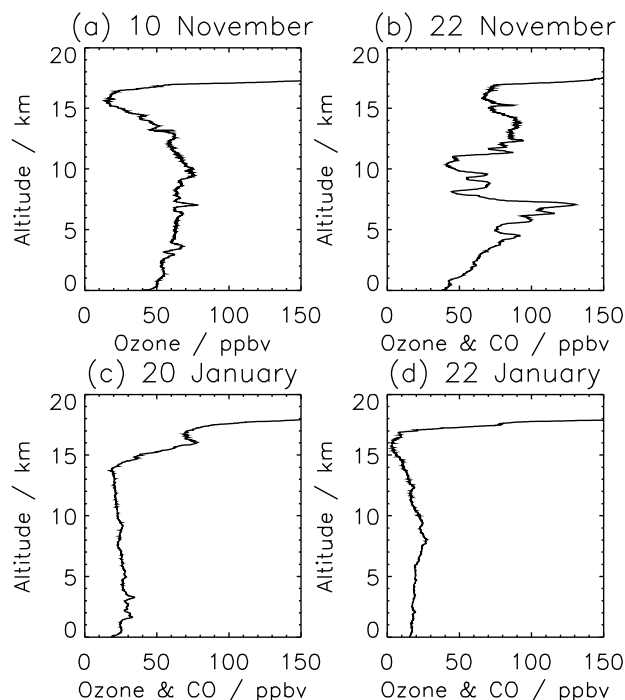 (a) 10 November
20
15
10
5
0
Altitude / km
0 50 100 150
Ozone / ppbv
(b) 22 November
20
15
10
5
0
Altitude / km
0 50 100 150
Ozone & CO / ppbv
(c) 20 January
20
15
10
5
0
Altitude / km
0 50 100 150
Ozone & CO / ppbv
(d) 22 January
20
15
10
5
0
Altitude / km
0 50 100 150
Ozone & CO / ppbv